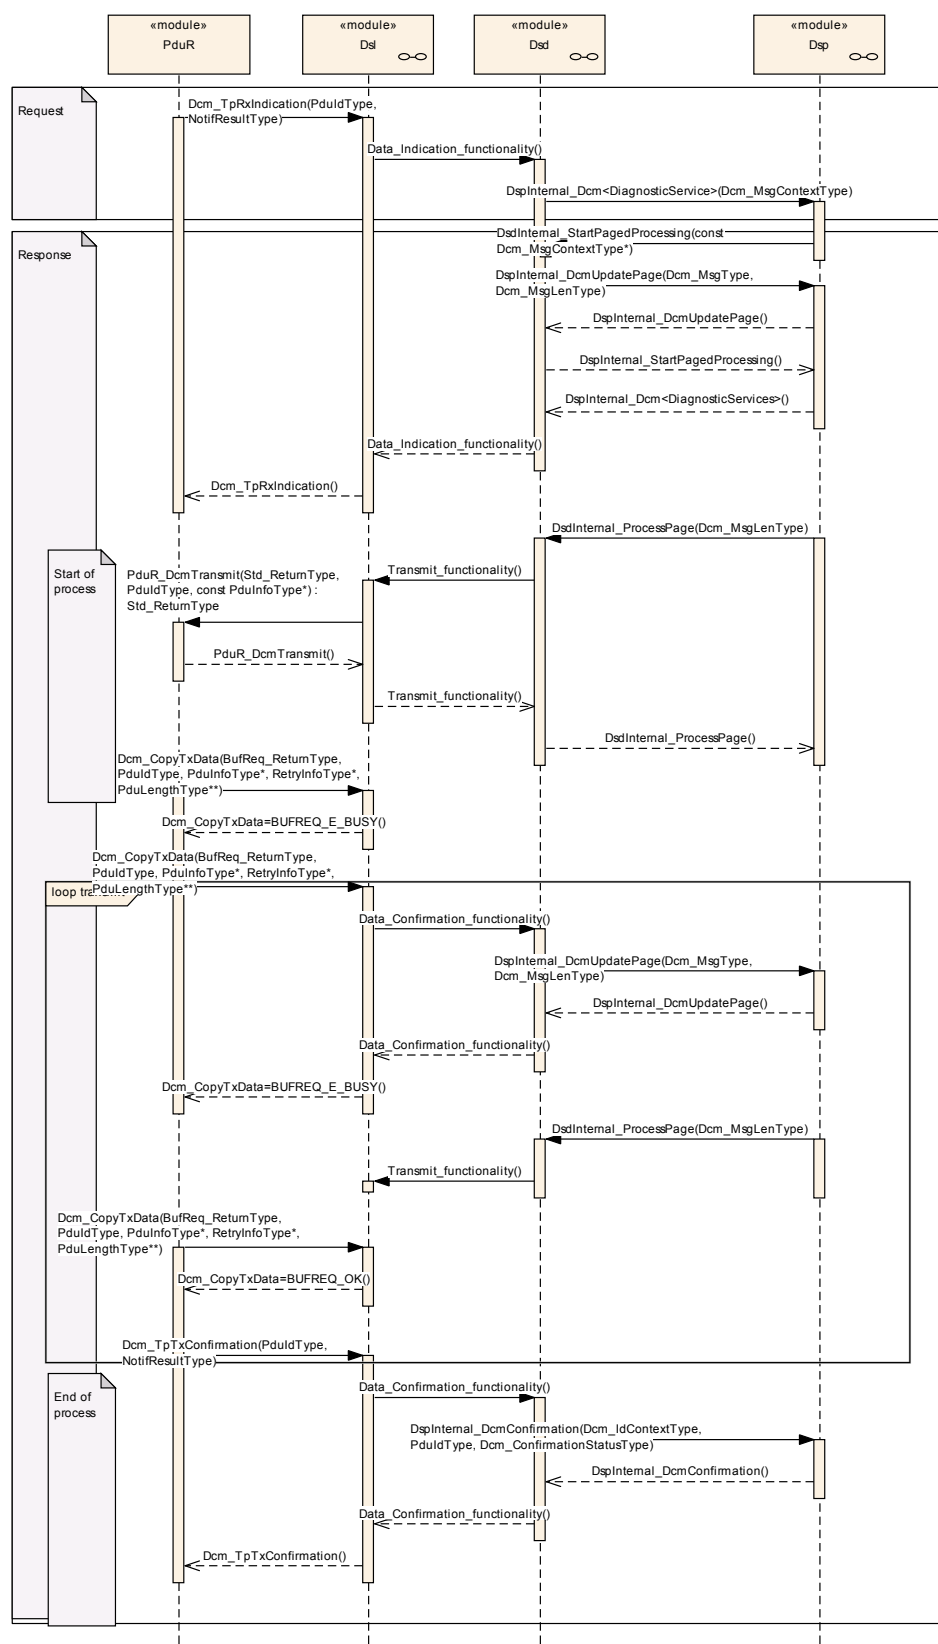 «module»
PduR
«module»
Dsl
«module»
Dsd
«module»
Dsp
Request
Dcm_TpRxIndication(PduIdType,
NotifResultType)
Data_Indication_functionality()
DspInternal_Dcm<DiagnosticService>(Dcm_MsgContextType)
Response
DsdInternal_StartPagedProcessing(const
Dcm_MsgContextType*)
DspInternal_DcmUpdatePage(Dcm_MsgType,
Dcm_MsgLenType)
DspInternal_DcmUpdatePage()
DspInternal_StartPagedProcessing()
DspInternal_Dcm<DiagnosticServices>()
Data_Indication_functionality()
Dcm_TpRxIndication()
DsdInternal_ProcessPage(Dcm_MsgLenType)
Start of
process
Transmit_functionality()
PduR_DcmTransmit(Std_ReturnType,
PduIdType, const PduInfoType*) :
Std_ReturnType
PduR_DcmTransmit()
Transmit_functionality()
DsdInternal_ProcessPage()
Dcm_CopyTxData(BufReq_ReturnType,
PduIdType, PduInfoType*, RetryInfoType*,
PduLengthType**)
Dcm_CopyTxData=BUFREQ_E_BUSY()
Dcm_CopyTxData(BufReq_ReturnType,
PduIdType, PduInfoType*, RetryInfoType*,
PduLengthType**)
loop
Data_Confirmation_functionality()
DspInternal_DcmUpdatePage(Dcm_MsgType,
Dcm_MsgLenType)
DspInternal_DcmUpdatePage()
Data_Confirmation_functionality()
Dcm_CopyTxData=BUFREQ_E_BUSY()
DsdInternal_ProcessPage(Dcm_MsgLenType)
Transmit_functionality()
Dcm_CopyTxData(BufReq_ReturnType,
PduIdType, PduInfoType*, RetryInfoType*,
PduLengthType**)
Dcm_CopyTxData=BUFREQ_OK()
Dcm_TpTxConfirmation(PduIdType,
NotifResultType)
End of
process
Data_Confirmation_functionality()
DspInternal_DcmConfirmation(Dcm_IdContextType,
PduIdType, Dcm_ConfirmationStatusType)
DspInternal_DcmConfirmation()
Data_Confirmation_functionality()
Dcm_TpTxConfirmation()